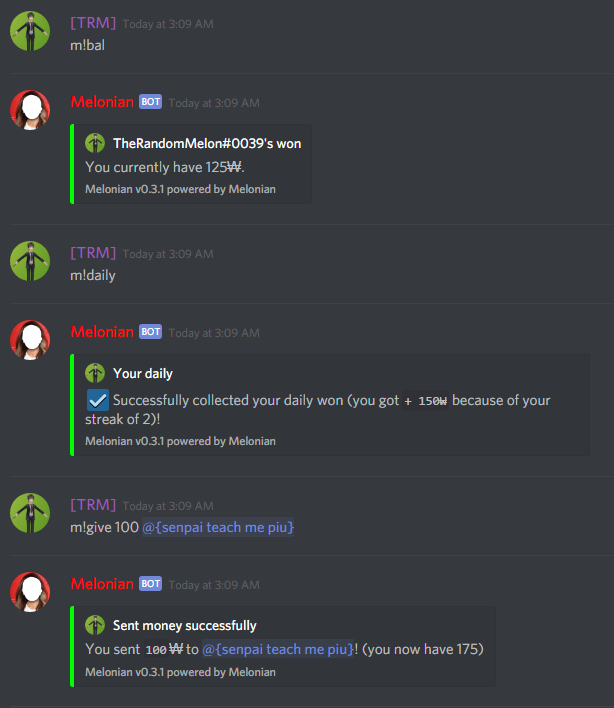 [TRM] Today at 3:09 AM
m!bal
Melonian BOT Today at 3:09 AM
TheRandomMelon#0039's won
You currently have 125₩.
Melonian v0.3.1 powered by Melonian
[TRM] Today at 3:09 AM
m!daily
Melonian BOT Today at 3:09 AM
Your daily
Successfully collected your daily won (you got + 150₩ because of your
streak of 2)!
Melonian v0.3.1 powered by Melonian
[TRM] Today at 3:09 AM
m!give 100 @{senpai teach me piu}
Melonian BOT Today at 3:09 AM
Sent money successfully
You sent 100₩ to @{senpai teach me piu}! (you now have 175)
Melonian v0.3.1 powered by Melonian